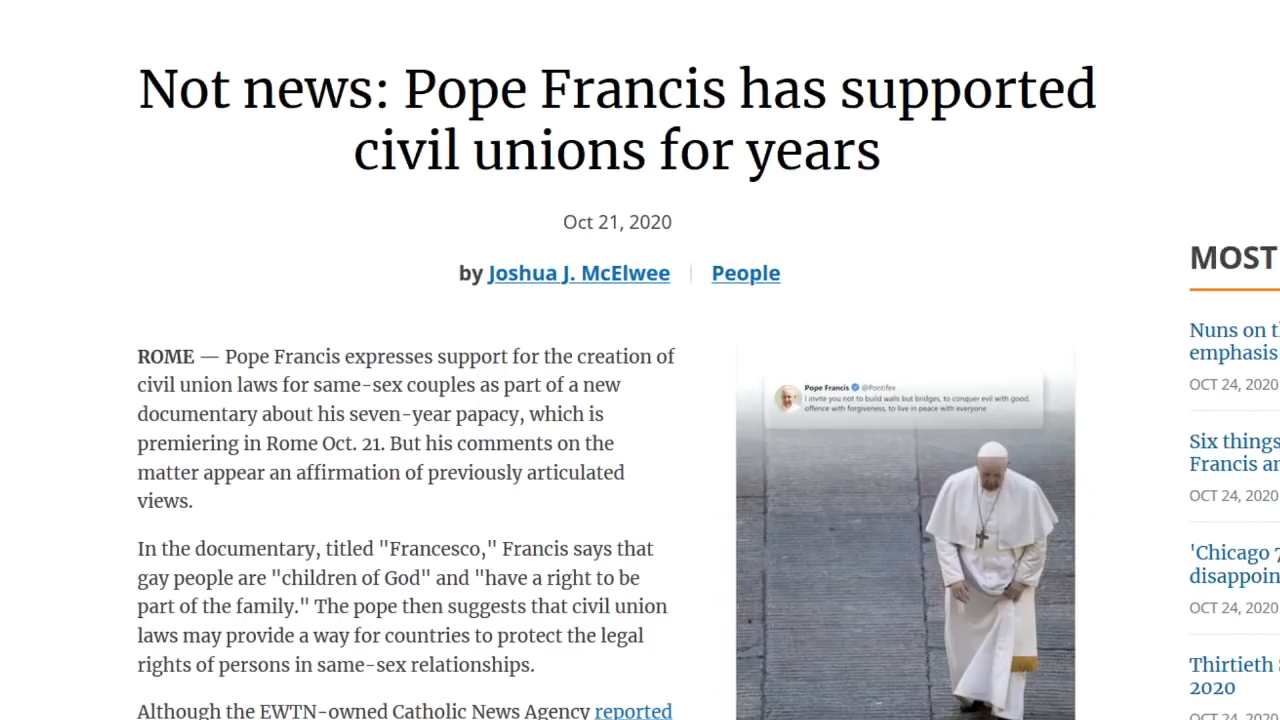 Not news: Pope Francis has supported
civil unions for years
Oct 21, 2020
by Joshua J. McElwee | People
ROME — Pope Francis expresses support for the creation of
civil union laws for same-sex couples as part of a new
documentary about his seven-year papacy, which is
premiering in Rome Oct. 21. But his comments on the
matter appear an affirmation of previously articulated
views.
In the documentary, titled "Francesco," Francis says that
gay people are "children of God" and "have a right to be
part of the family." The pope then suggests that civil union
laws may provide a way for countries to protect the legal
rights of persons in same-sex relationships.
Although the EWTN-owned Catholic News Agency reported
Pope Francis @Pontifex
I invite you not to build walls but bridges, to conquer evil with good,
offence with forgiveness, to live in peace with everyone
MOST
Nuns on t
emphasis
OCT 24, 2020
Six things
Francis an
OCT 24, 2020
'Chicago 7
disappoin
OCT 24, 2020
Thirtieth S
2020
OCT 24, 2020